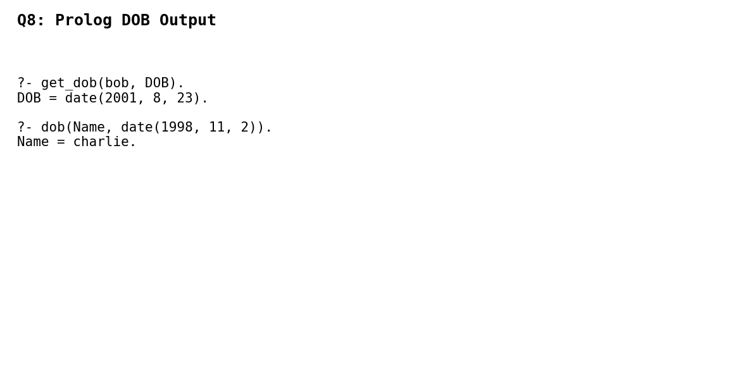 Q8: Prolog DOB Output
?- get_dob(bob, DOB).
DOB = date(2001, 8, 23).
?- dob(Name, date(1998, 11, 2)).
Name = charlie.